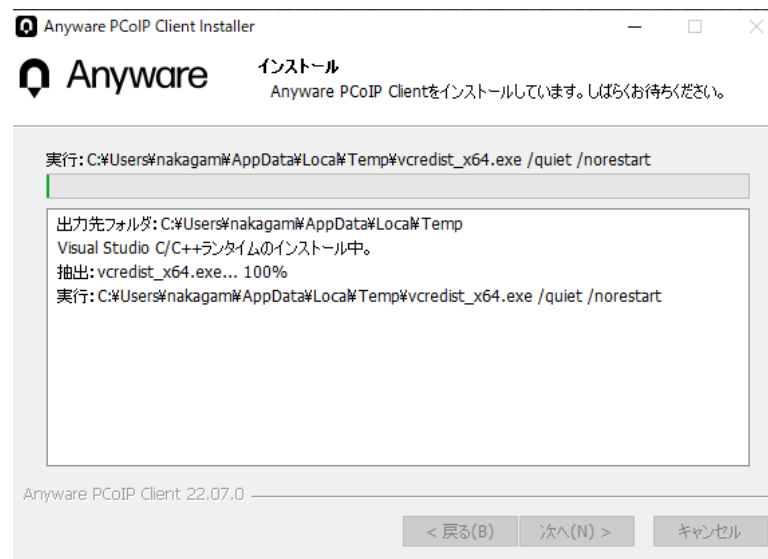 Anyware PCoIP Client Installer
Anyware
インストール
Anyware PCoIP Clientをインストールしています。しばらくお待ちください。
実行: C:¥Users¥nakagami¥AppData¥Local¥Temp¥vcredist_x64.exe /quiet /norestart
出力先フォルダ: C:¥Users¥nakagami¥AppData¥Local¥Temp
Visual Studio C/C++ランタイムのインストール中。
抽出: vcredist_x64.exe... 100%
実行: C:¥Users¥nakagami¥AppData¥Local¥Temp¥vcredist_x64.exe /quiet /norestart
Anyware PCoIP Client 22.07.0
< 戻る(B) 次へ(N) > キャンセル